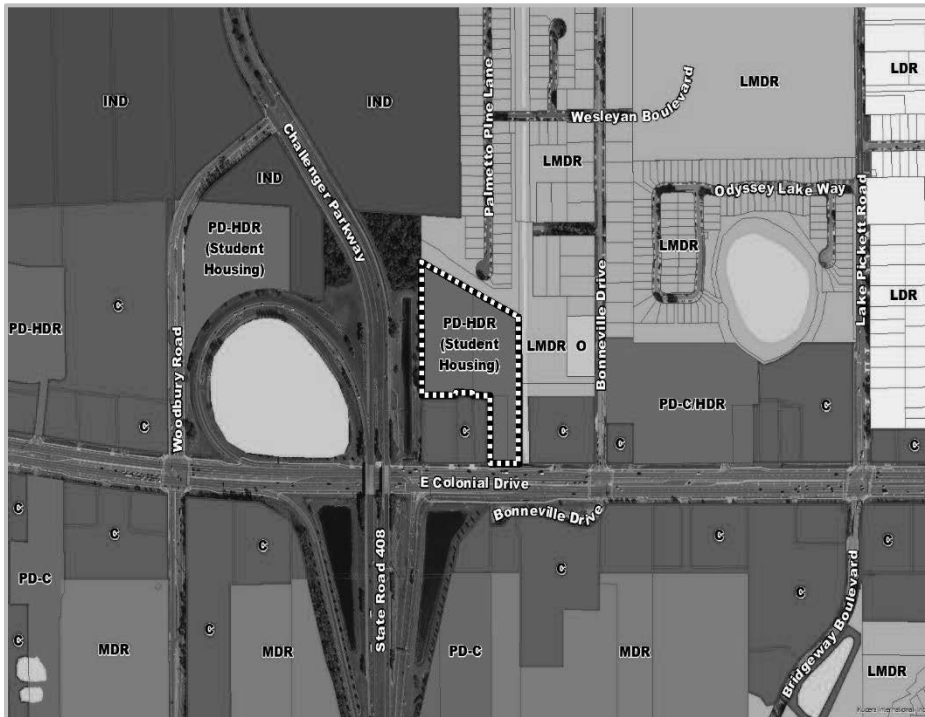 IND
IND
LMDR
LDR
Challenger Parkway
Palmetto Pine Lane
Wesleyan Boulevard
LMDR
IND
Odyssey Lake Way
Lake Pickett Road
PD-HDR
(Student
Housing)
LMDR
Bonneville Drive
PD-HDR
C
PD-HDR
(Student
Housing)
LMDR
O
LDR
Woodbury Road
PD-C/HDR
C
C
C
C
C
C
E Colonial Drive
Bonneville Drive
C
C
C
C
C
C
State Road 408
PD-C
C
C
MDR
MDR
PD-C
MDR
Bridgeway Boulevard
C
LMDR